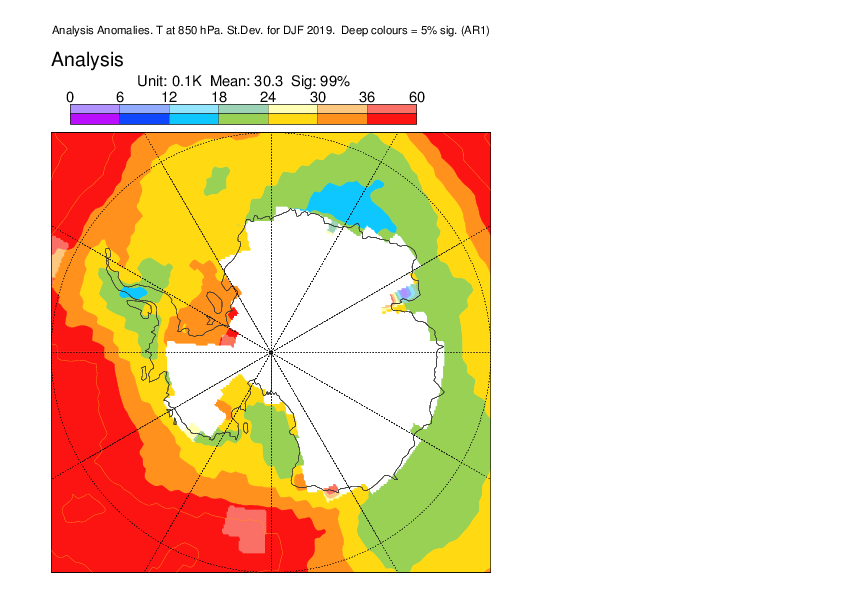 Analysis Anomalies. T at 850 hPa. St.Dev. for DJF 2019.  Deep colours = 5% sig. (AR1)
Analysis
Unit: 0.1K  Mean: 30.3  Sig: 99%
0 6 12 18 24 30 36 60